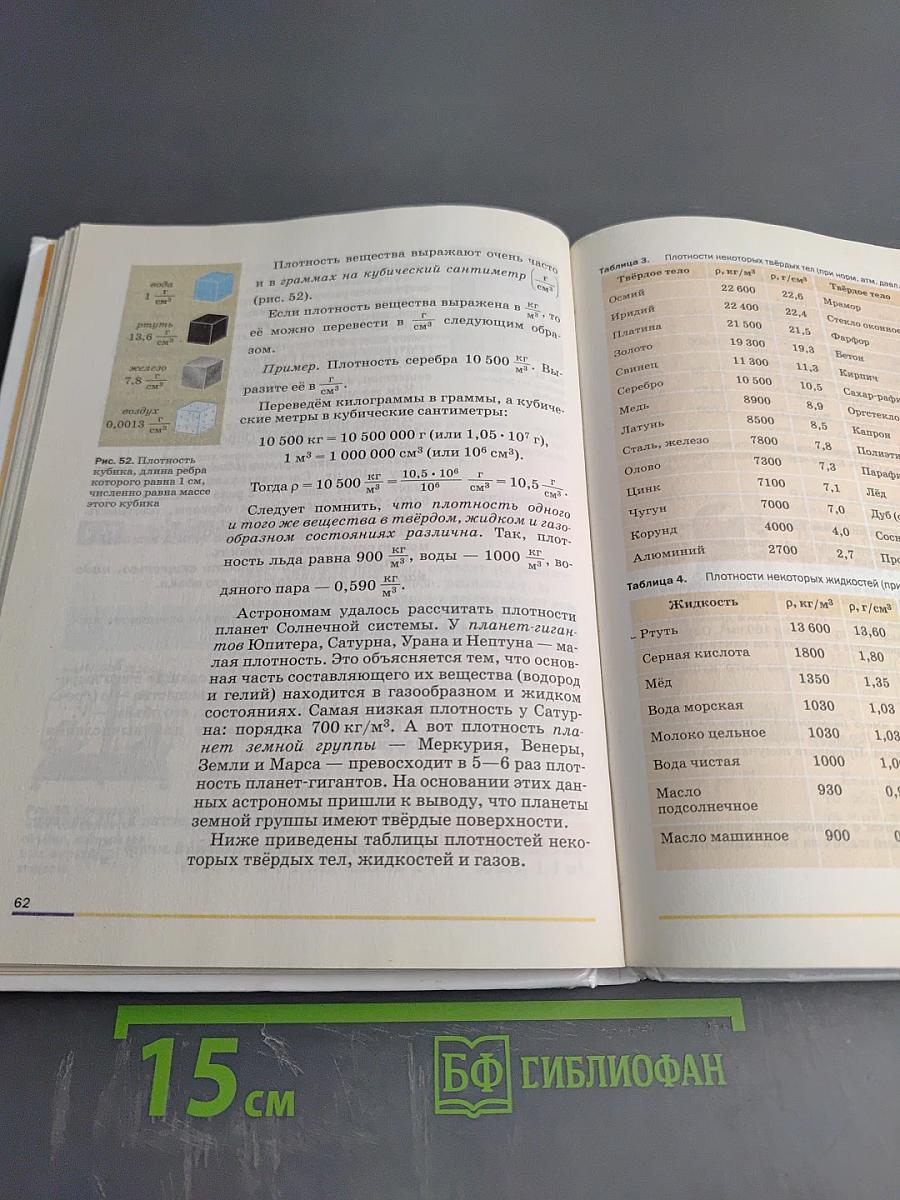 вода
1 г/см³
ртуть
13,6 г/см³
железо
7,8 г/см³
воздух
0,0013 г/см³
Рис. 52. Плотность
кубика, длина ребра
которого равна 1 см,
численно равна массе
этого кубика
Плотность вещества выражают очень часто
и в граммах на кубический сантиметр (г/см³)
(рис. 52).
Если плотность вещества выражена в кг/м³, то
её можно перевести в г/см³ следующим обра-
зом.
Пример. Плотность серебра 10 500 кг/м³. Вы-
разите её в г/см³.
Переведём килограммы в граммы, а кубиче-
ские метры в кубические сантиметры:
10 500 кг = 10 500 000 г (или 1,05 · 10⁷ г),
1 м³ = 1 000 000 см³ (или 10⁶ см³).
Тогда ρ = 10 500 кг/м³ = 10,5 · 10⁶/10⁶ г/см³ = 10,5 г/см³.
Следует помнить, что плотность одного
и того же вещества в твёрдом, жидком и газо-
образном состояниях различна. Так, плот-
ность льда равна 900 кг/м³, воды — 1000 кг/м³, во-
дяного пара — 0,590 кг/м³.
Астрономам удалось рассчитать плотности
планет Солнечной системы. У планет-гиган-
тов Юпитера, Сатурна, Урана и Нептуна — ма-
лая плотность. Это объясняется тем, что основ-
ная часть составляющего их вещества (водород
и гелий) находится в газообразном и жидком
состояниях. Самая низкая плотность у Сатур-
на: порядка 700 кг/м³. А вот плотность пла-
нет земной группы — Меркурия, Венеры,
Земли и Марса — превосходит в 5—6 раз плот-
ность планет-гигантов. На основании этих дан-
ных астрономы пришли к выводу, что планеты
земной группы имеют твёрдые поверхности.
Ниже приведены таблицы плотностей неко-
торых твёрдых тел, жидкостей и газов.
62
Таблица 3. Плотности некоторых твёрдых тел (при норм. атм. давл.
Твёрдое тело ρ, кг/м³ ρ, г/см³ Твёрдое тело
Осмий 22 600 22,6 Мрамор
Иридий 22 400 22,4 Стекло оконное
Платина 21 500 21,5 Фарфор
Золото 19 300 19,3 Бетон
Свинец 11 300 11,3 Кирпич
Серебро 10 500 10,5 Сахар-рафи
Медь 8900 8,9 Оргстекло
Латунь 8500 8,5 Капрон
Сталь, железо 7800 7,8 Полиэти
Олово 7300 7,3 Парафи
Цинк 7100 7,1 Лёд
Чугун 7000 7,0 Дуб (с
Корунд 4000 4,0 Сосн
Алюминий 2700 2,7 Про
Таблица 4. Плотности некоторых жидкостей (при
Жидкость ρ, кг/м³ ρ, г/см³
Ртуть 13 600 13,60
Серная кислота 1800 1,80
Мёд 1350 1,35
Вода морская 1030 1,03
Молоко цельное 1030 1,03
Вода чистая 1000 1,0
Масло
подсолнечное 930 0,9
Масло машинное 900 0
15 см
БФ БИБЛИОФАН